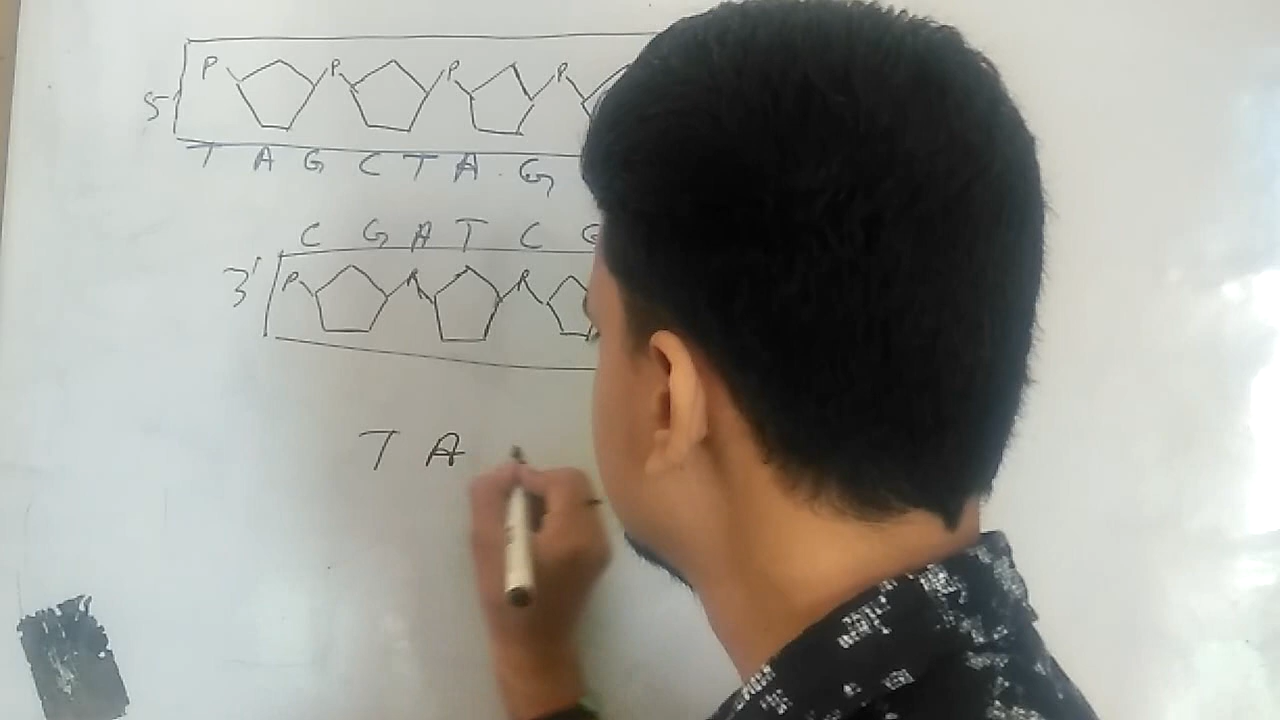 P P P P
5-
T A G C T A G
C G A T C G
3' P P P
T A